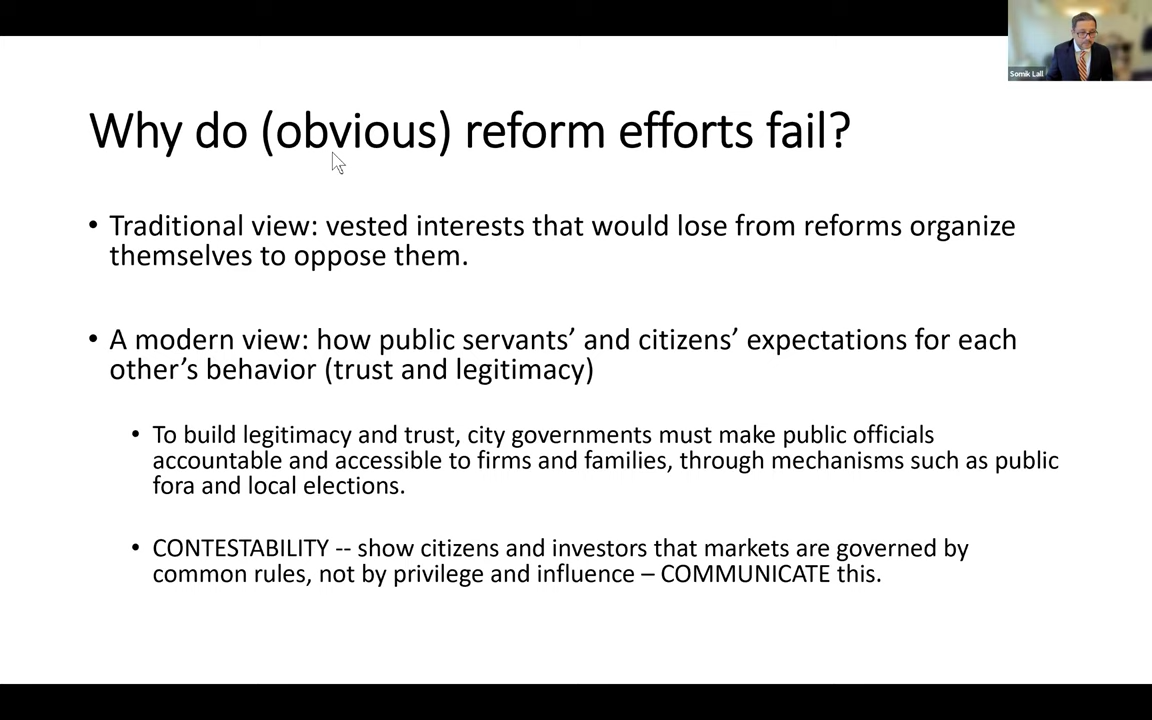 Somik Lall
Why do (obvious) reform efforts fail?
• Traditional view: vested interests that would lose from reforms organize
themselves to oppose them.
• A modern view: how public servants’ and citizens’ expectations for each
other’s behavior (trust and legitimacy)
• To build legitimacy and trust, city governments must make public officials
accountable and accessible to firms and families, through mechanisms such as public
fora and local elections.
• CONTESTABILITY -- show citizens and investors that markets are governed by
common rules, not by privilege and influence – COMMUNICATE this.